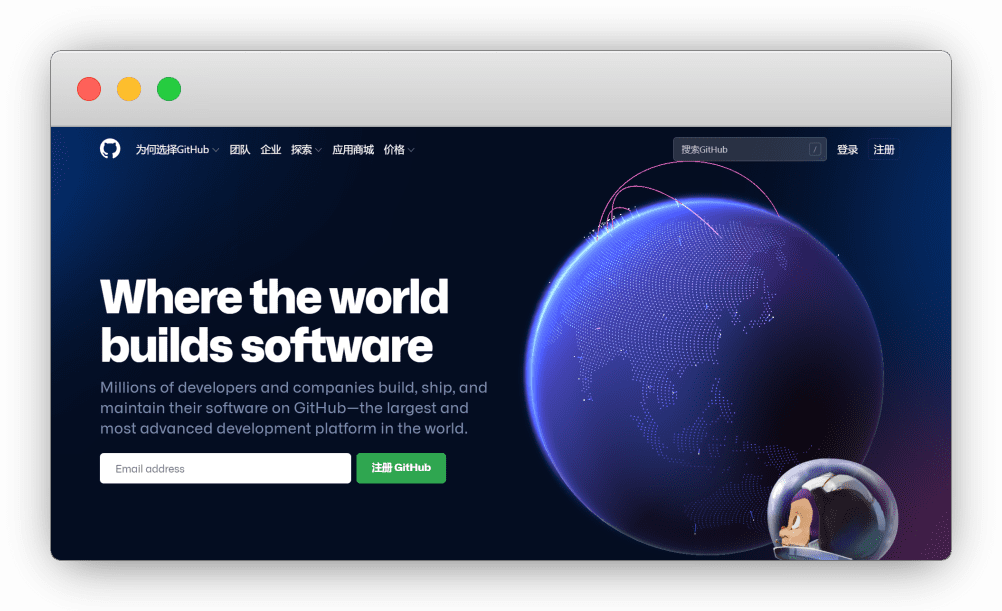 为何选择GitHub 团队 企业 探索 应用商城 价格 搜索GitHub / 登录 注册
Where the world
builds software
Millions of developers and companies build, ship, and
maintain their software on GitHub—the largest and
most advanced development platform in the world.
Email address 注册 GitHub